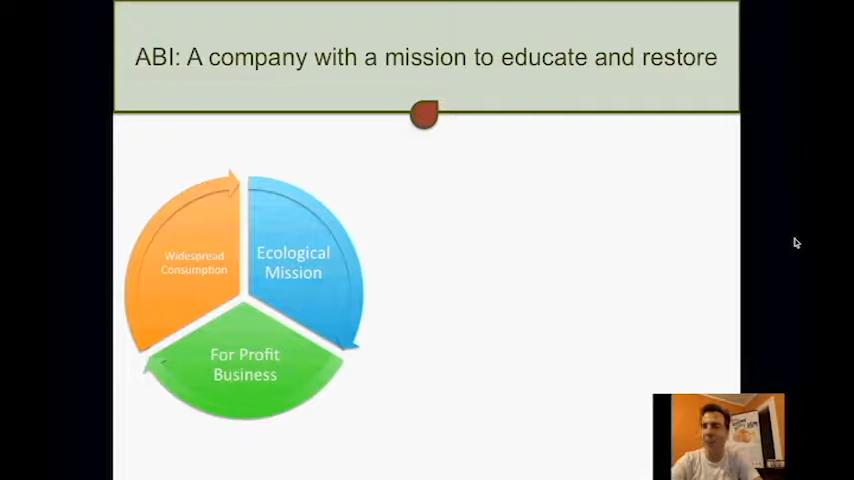 ABI: A company with a mission to educate and restore
Widespread
Consumption
Ecological
Mission
For Profit
Business